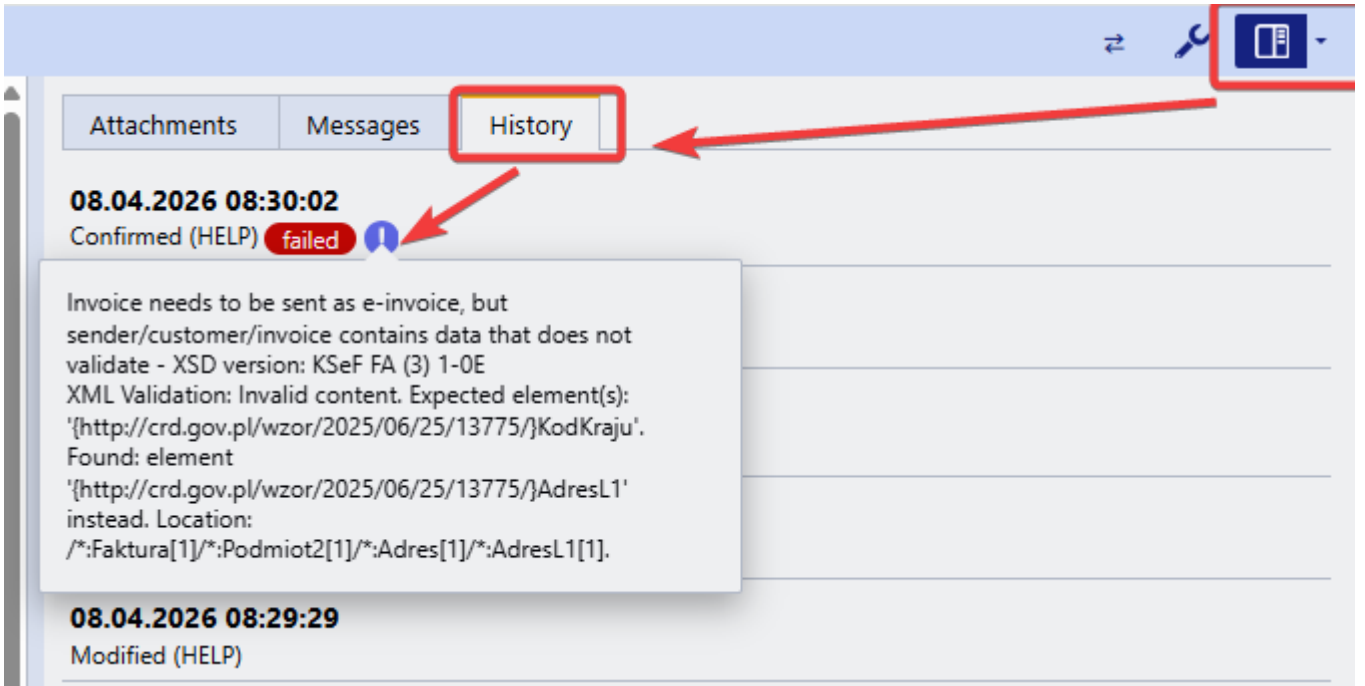 Attachments
Messages
History
08.04.2026 08:30:02
Confirmed (HELP) failed
Invoice needs to be sent as e-invoice, but
sender/customer/invoice contains data that does not
validate - XSD version: KSeF FA (3) 1-0E
XML Validation: Invalid content. Expected element(s):
'{http://crd.gov.pl/wzor/2025/06/25/13775/}KodKraju'.
Found: element
'{http://crd.gov.pl/wzor/2025/06/25/13775/}AdresL1'
instead. Location:
/*:Faktura[1]/*:Podmiot2[1]/*:Adres[1]/*:AdresL1[1].
08.04.2026 08:29:29
Modified (HELP)